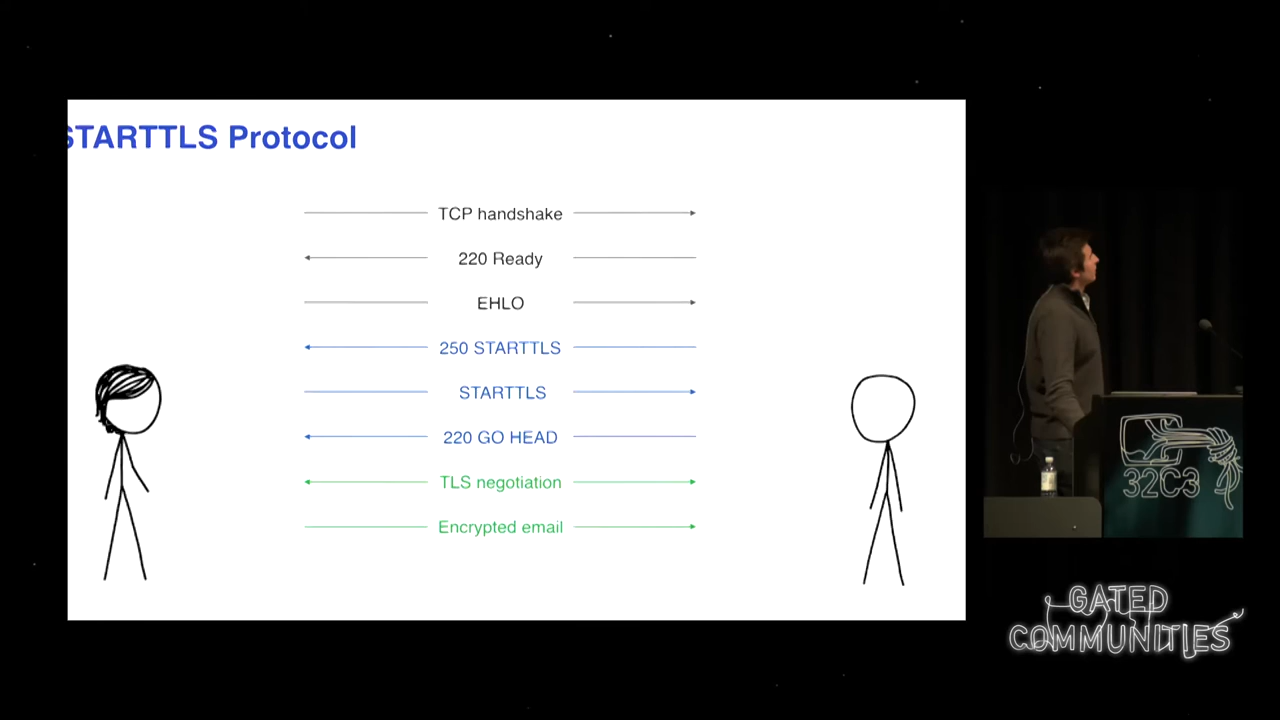 STARTTLS Protocol
TCP handshake
220 Ready
EHLO
250 STARTTLS
STARTTLS
220 GO HEAD
TLS negotiation
Encrypted email
32C3
GATED
COMMUNITIES